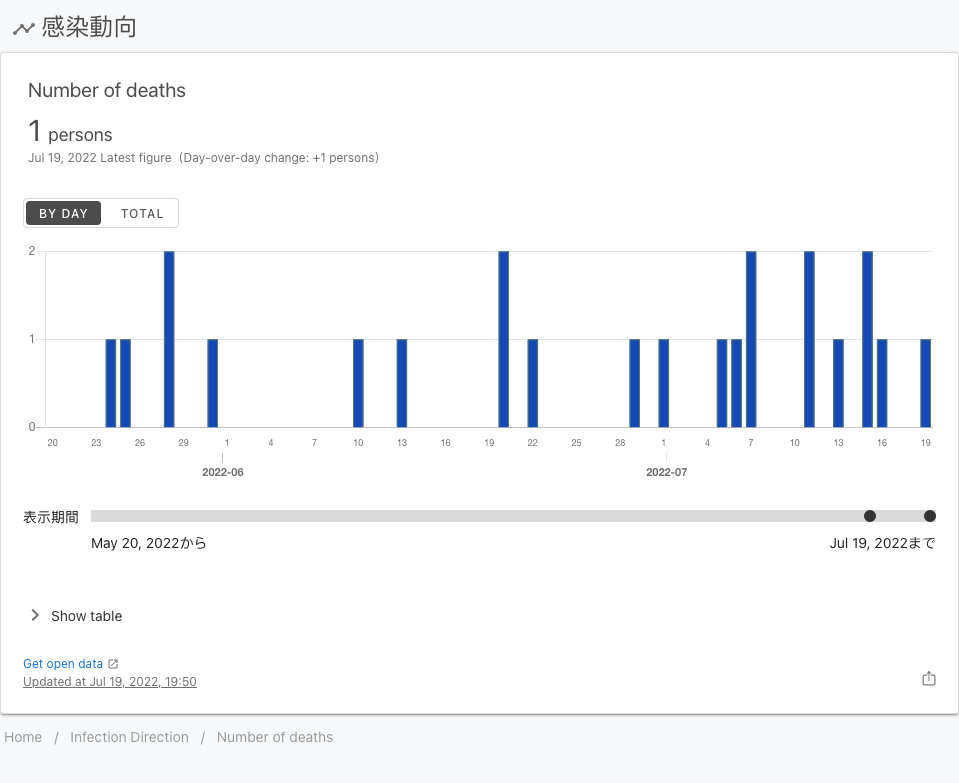 感染動向
Number of deaths
1 persons
Jul 19, 2022 Latest figure (Day-over-day change: +1 persons)
BY DAY TOTAL
2
1
0
20 23 26 29 1 4 7 10 13 16 19 22 25 28 1 4 7 10 13 16 19
2022-06 2022-07
表示期間
May 20, 2022から Jul 19, 2022まで
Show table
Get open data
Updated at Jul 19, 2022, 19:50
Home / Infection Direction / Number of deaths